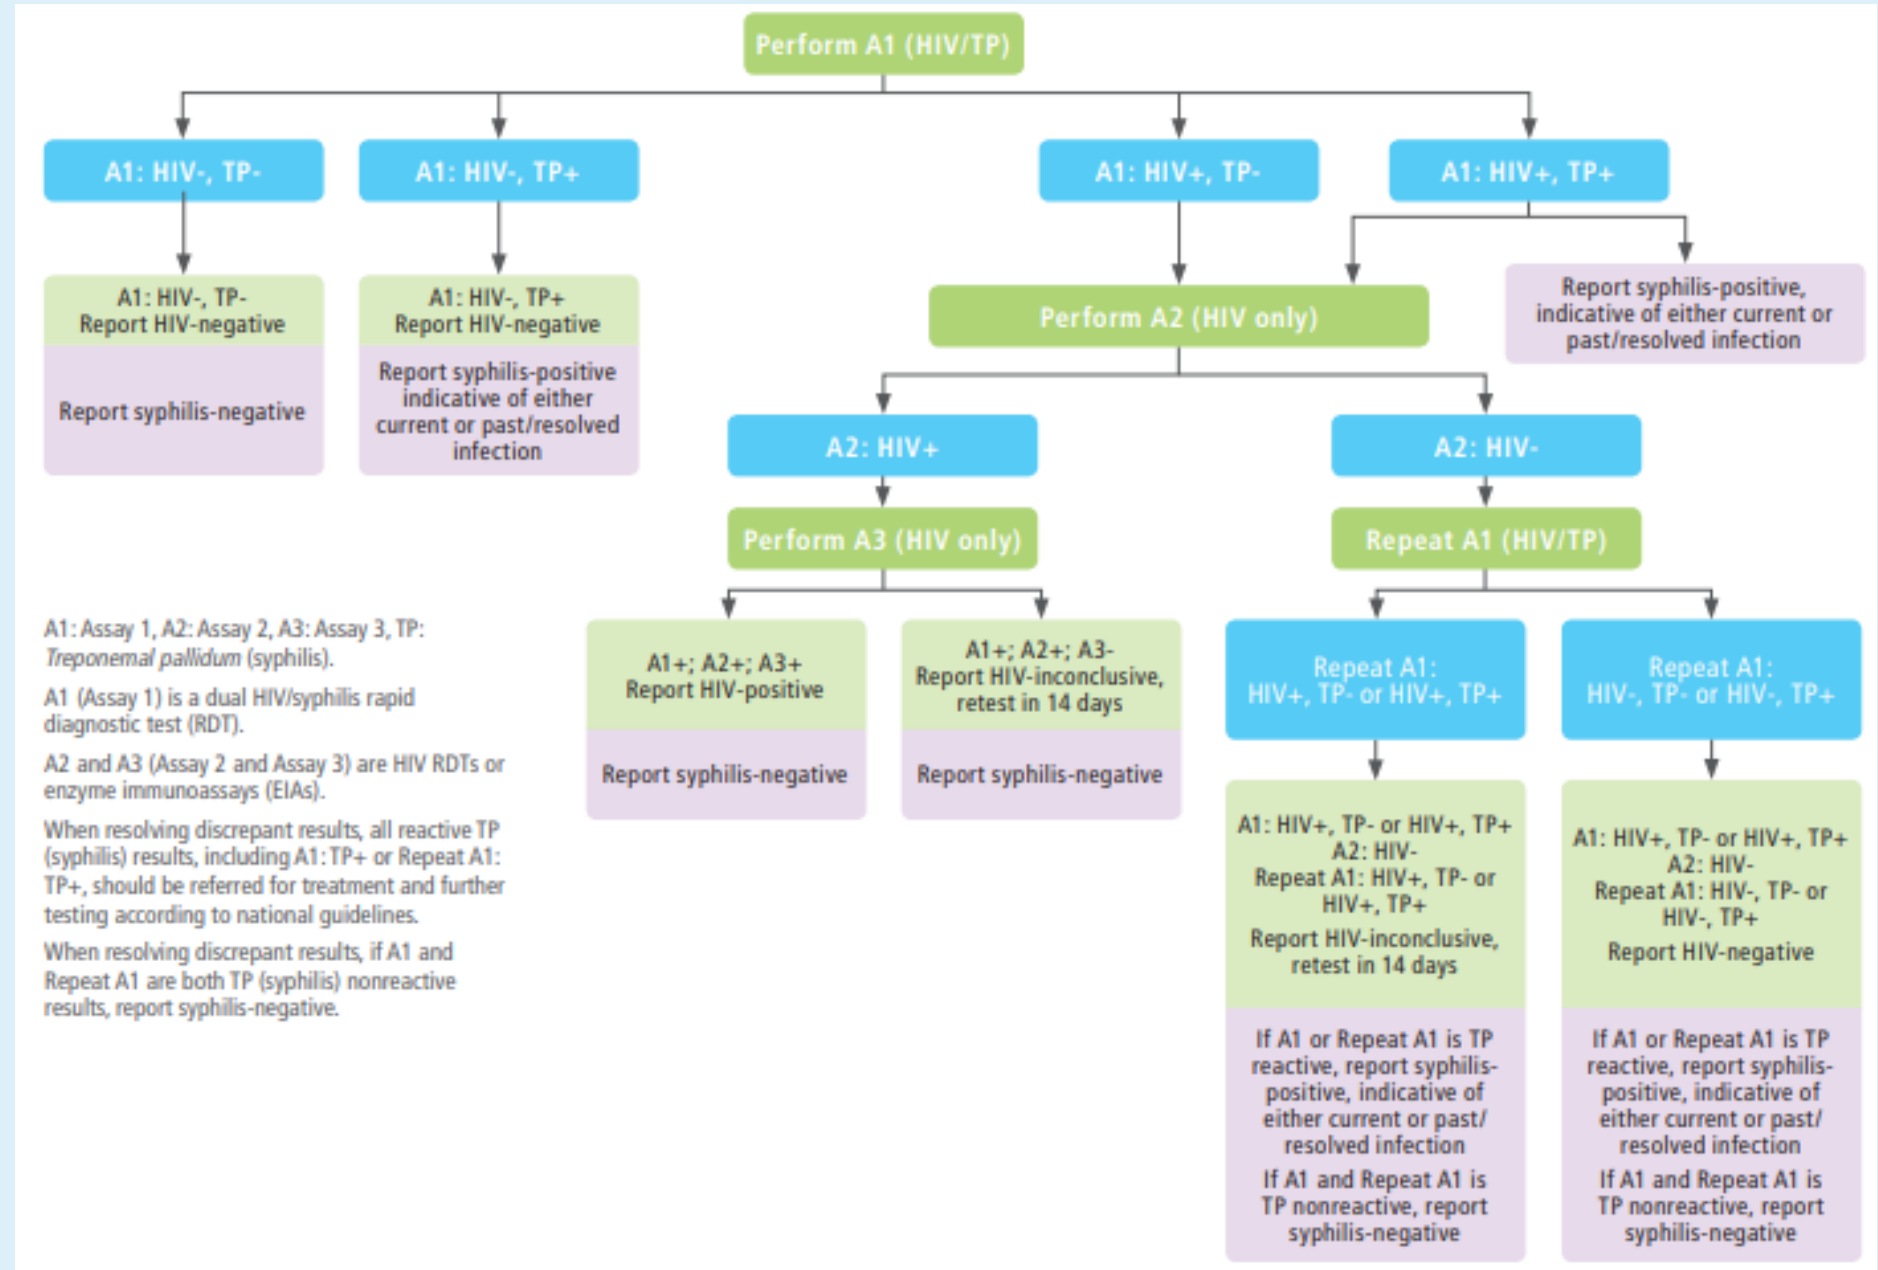 Perform A1 (HIV/TP)
A1: HIV-, TP-
A1: HIV-, TP+
A1: HIV+, TP-
A1: HIV+, TP+
A1: HIV-, TP-
Report HIV-negative
Report syphilis-negative
A1: HIV-, TP+
Report HIV-negative
Report syphilis-positive
indicative of either
current or past/resolved
infection
Perform A2 (HIV only)
Report syphilis-positive,
indicative of either current or
past/resolved infection
A2: HIV+
A2: HIV-
Perform A3 (HIV only)
Repeat A1 (HIV/TP)
A1+; A2+; A3+
Report HIV-positive
Report syphilis-negative
A1+; A2+; A3-
Report HIV-inconclusive,
retest in 14 days
Report syphilis-negative
Repeat A1:
HIV+, TP- or HIV+, TP+
Repeat A1:
HIV-, TP- or HIV-, TP+
A1: HIV+, TP- or HIV+, TP+
A2: HIV-
Repeat A1: HIV+, TP- or
HIV+, TP+
Report HIV-inconclusive,
retest in 14 days
If A1 or Repeat A1 is TP
reactive, report syphilis-
positive, indicative of
either current or past/
resolved infection
If A1 and Repeat A1 is
TP nonreactive, report
syphilis-negative
A1: HIV+, TP- or HIV+, TP+
A2: HIV-
Repeat A1: HIV-, TP- or
HIV-, TP+
Report HIV-negative
If A1 or Repeat A1 is TP
reactive, report syphilis-
positive, indicative of
either current or past/
resolved infection
If A1 and Repeat A1 is
TP nonreactive, report
syphilis-negative
A1: Assay 1, A2: Assay 2, A3: Assay 3, TP:
Treponemal pallidum (syphilis).
A1 (Assay 1) is a dual HIV/syphilis rapid
diagnostic test (RDT).
A2 and A3 (Assay 2 and Assay 3) are HIV RDTs or
enzyme immunoassays (EIAs).
When resolving discrepant results, all reactive TP
(syphilis) results, including A1: TP+ or Repeat A1:
TP+, should be referred for treatment and further
testing according to national guidelines.
When resolving discrepant results, if A1 and
Repeat A1 are both TP (syphilis) nonreactive
results, report syphilis-negative.